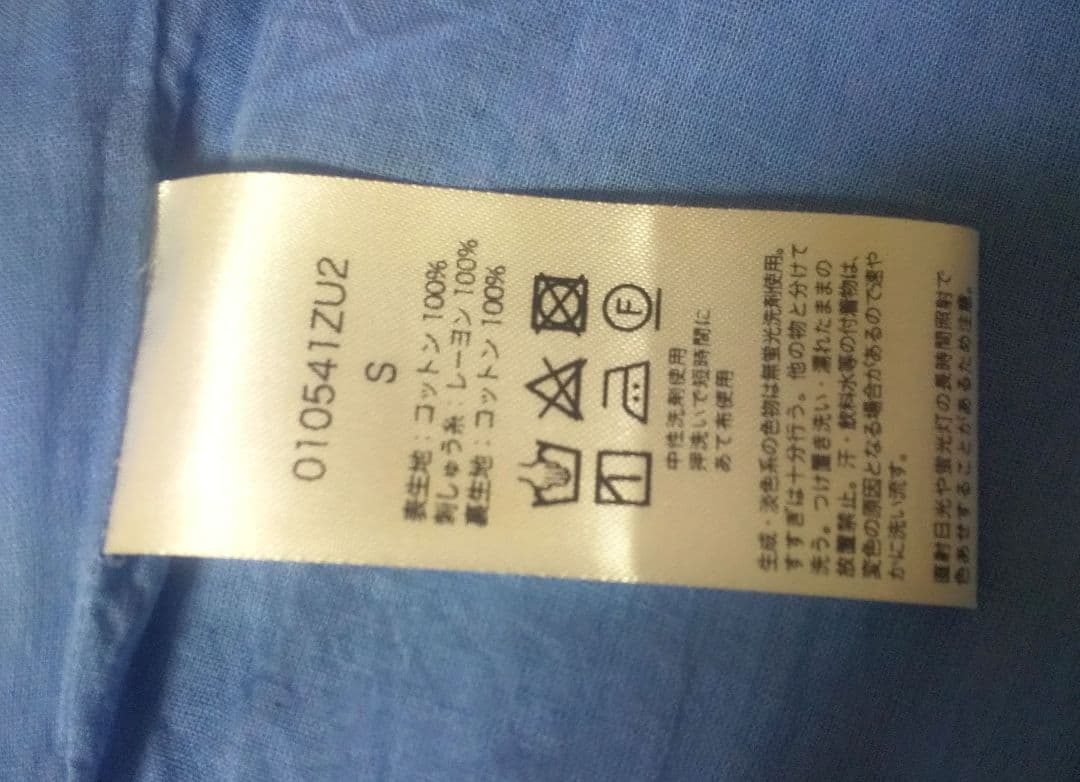 010541ZU2
S
表生地：コットン 100%
刺しゅう糸：レーヨン 100%
裏生地：コットン 100%
F
中性洗剤使用
押洗いで短時間に
あて布使用
生成・淡色系の色物は無蛍光洗剤使用。
すすぎは十分行う。他の物と分けて
洗う。つけ置き洗い・濡れたままの
放置禁止。汗・飲料水等の付着物は、
変色の原因となる場合があるので速や
かに洗い流す。
直射日光や蛍光灯の長時間照射で
色あせすることがあるため注意。